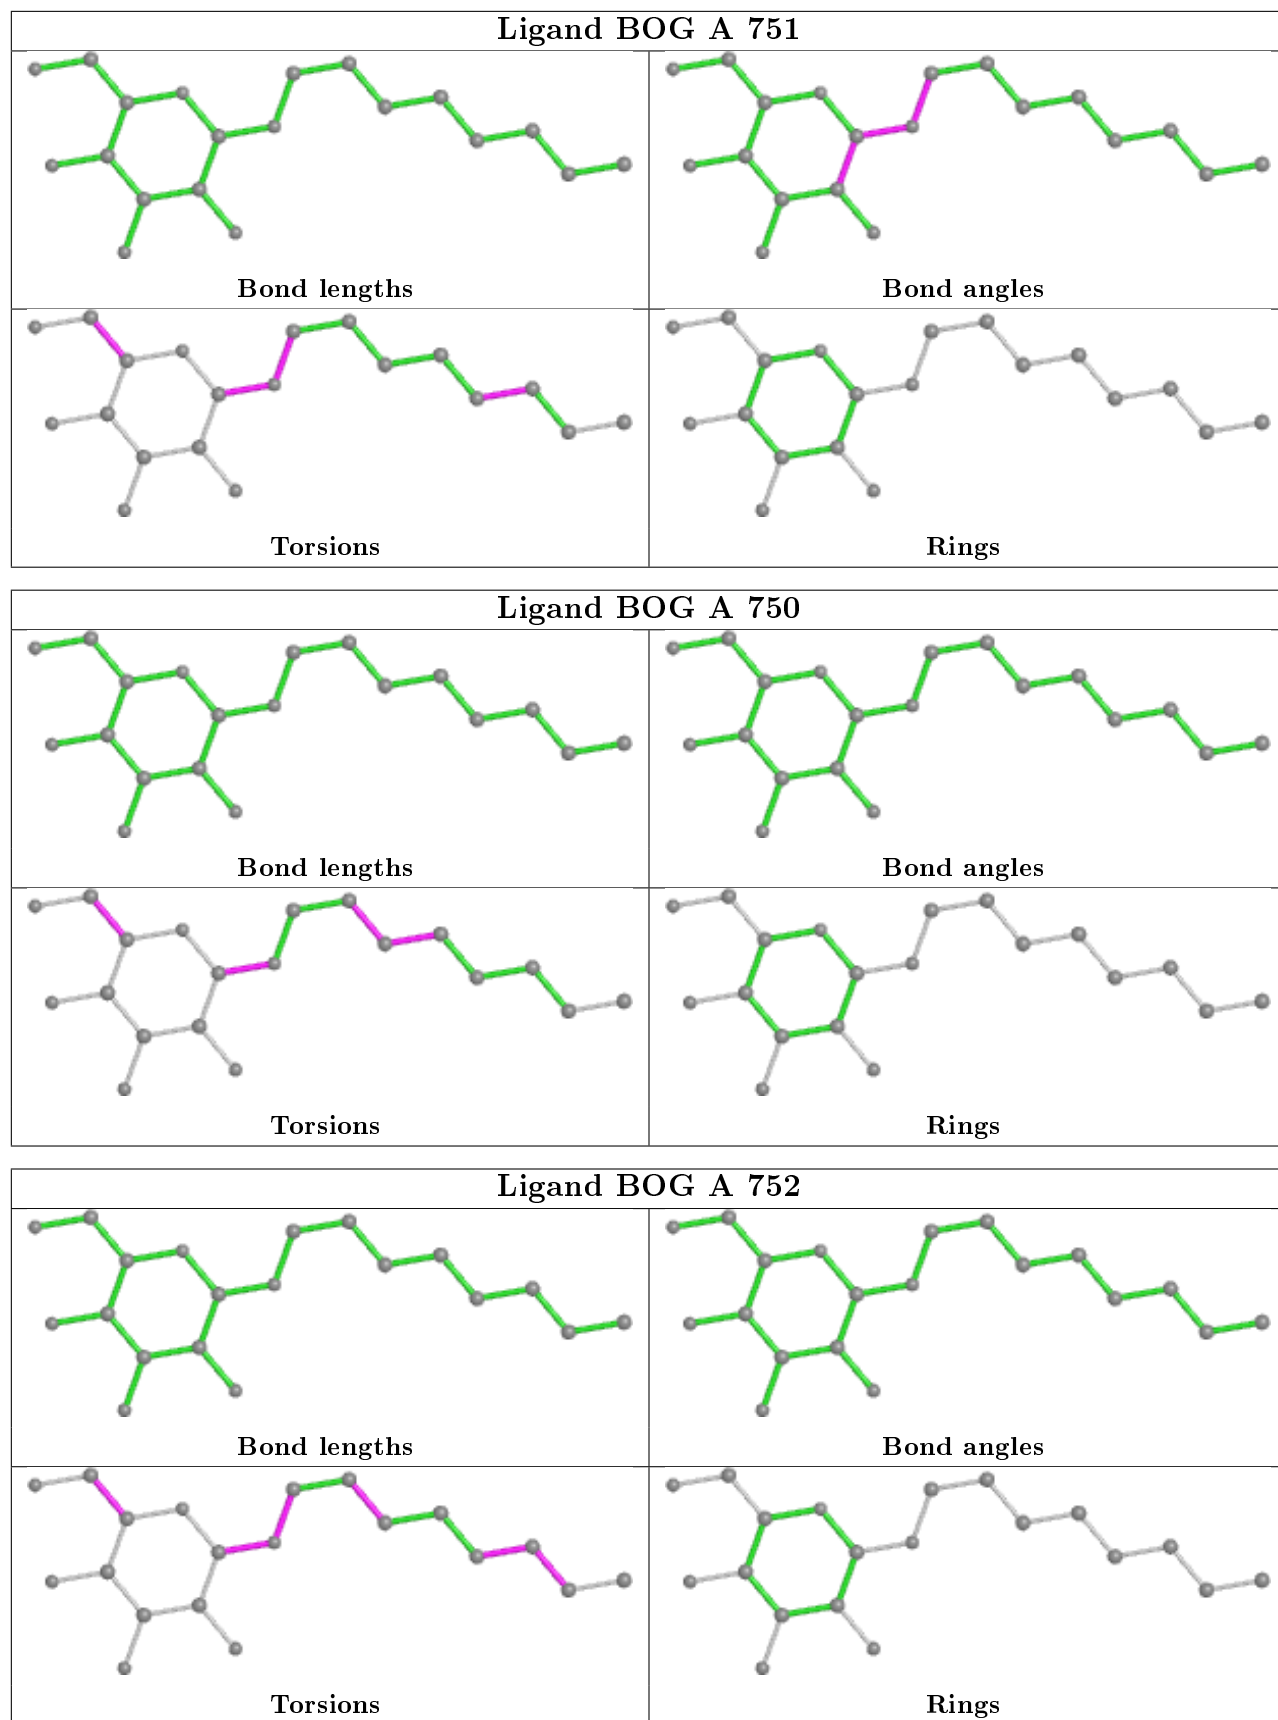 Ligand BOG A 751
Bond lengths
Bond angles
Torsions
Rings
Ligand BOG A 750
Bond lengths
Bond angles
Torsions
Rings
Ligand BOG A 752
Bond lengths
Bond angles
Torsions
Rings